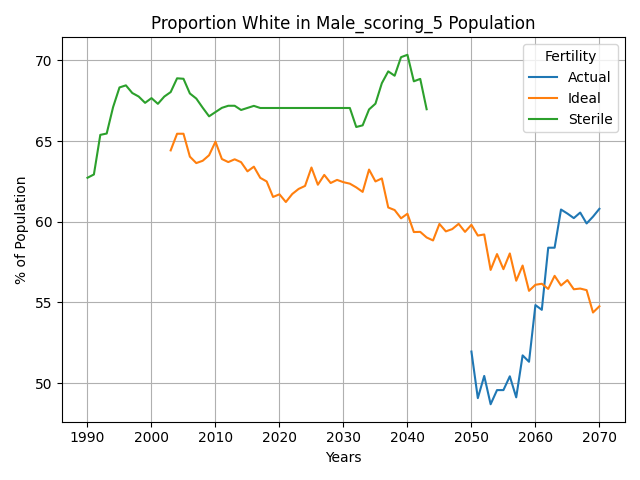 Proportion White in Male_scoring_5 Population
% of Population
70
65
60
55
50
Fertility
Actual
Ideal
Sterile
1990 2000 2010 2020 2030 2040 2050 2060 2070
Years